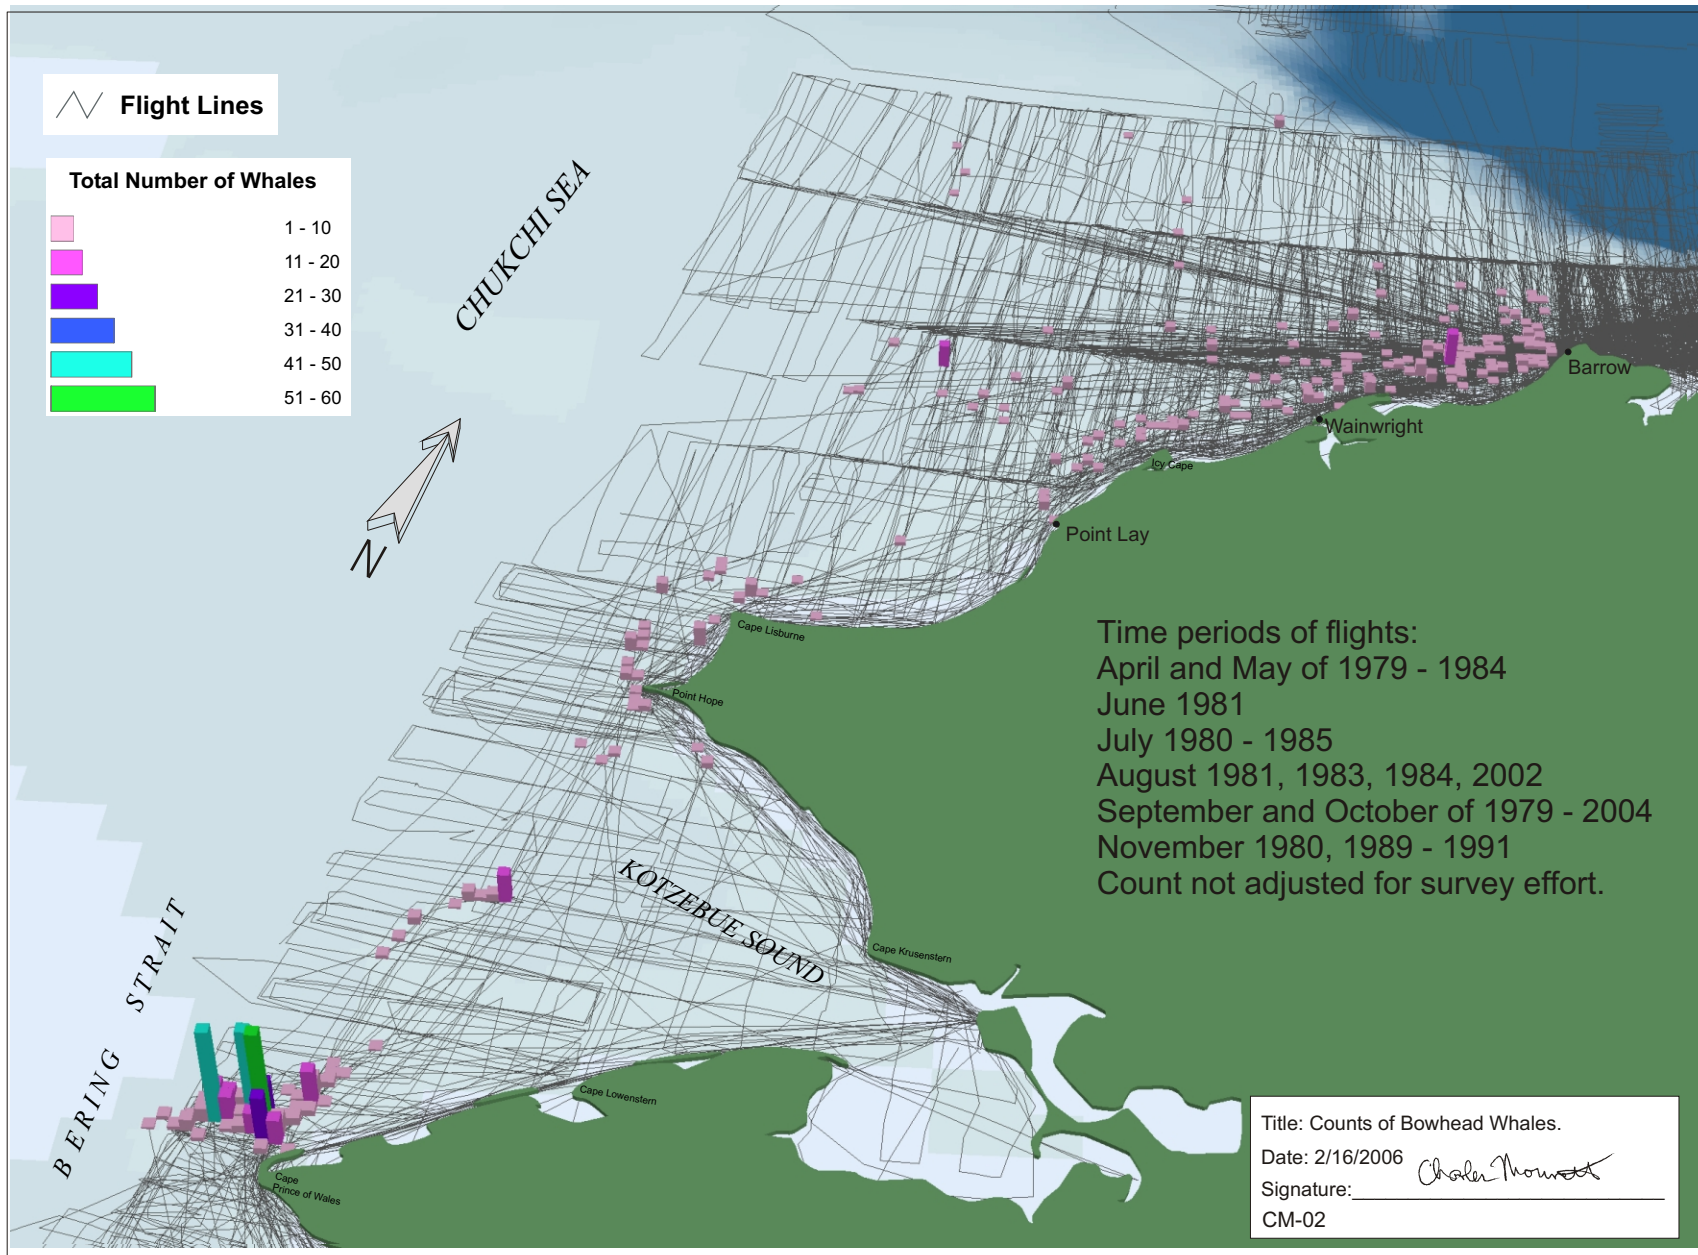 Flight Lines
Total Number of Whales
1 - 10
11 - 20
21 - 30
31 - 40
41 - 50
51 - 60
CHUKCHI SEA
N
Barrow
Wainwright
Icy Cape
Point Lay
Cape Lisburne
Point Hope
Time periods of flights:
April and May of 1979 - 1984
June 1981
July 1980 - 1985
August 1981, 1983, 1984, 2002
September and October of 1979 - 2004
November 1980, 1989 - 1991
Count not adjusted for survey effort.
KOTZEBUE SOUND
Cape Krusenstern
BERING STRAIT
Cape Lowenstern
Cape
Prince of Wales
Title: Counts of Bowhead Whales.
Date: 2/16/2006
Signature:
CM-02